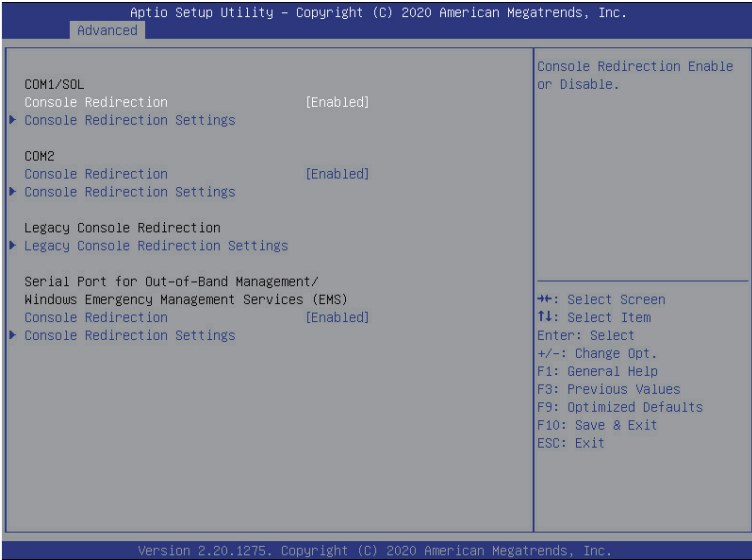 Aptio Setup Utility – Copyright (C) 2020 American Megatrends, Inc.
Advanced
COM1/SOL
Console Redirection [Enabled]
Console Redirection Settings
COM2
Console Redirection [Enabled]
Console Redirection Settings
Legacy Console Redirection
Legacy Console Redirection Settings
Serial Port for Out-of-Band Management/
Windows Emergency Management Services (EMS)
Console Redirection [Enabled]
Console Redirection Settings
Console Redirection Enable
or Disable.
→←: Select Screen
↑↓: Select Item
Enter: Select
+/-: Change Opt.
F1: General Help
F3: Previous Values
F9: Optimized Defaults
F10: Save & Exit
ESC: Exit
Version 2.20.1275. Copyright (C) 2020 American Megatrends, Inc.